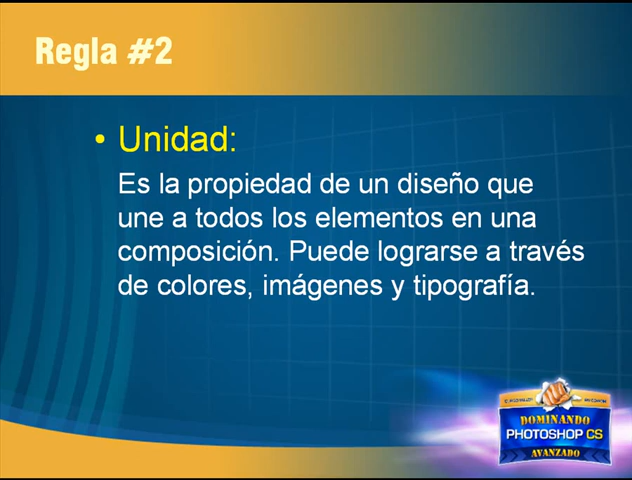 Regla #2
• Unidad:
Es la propiedad de un diseño que
une a todos los elementos en una
composición. Puede lograrse a través
de colores, imágenes y tipografía.
DOMINANDO
PHOTOSHOP CS
AVANZADO